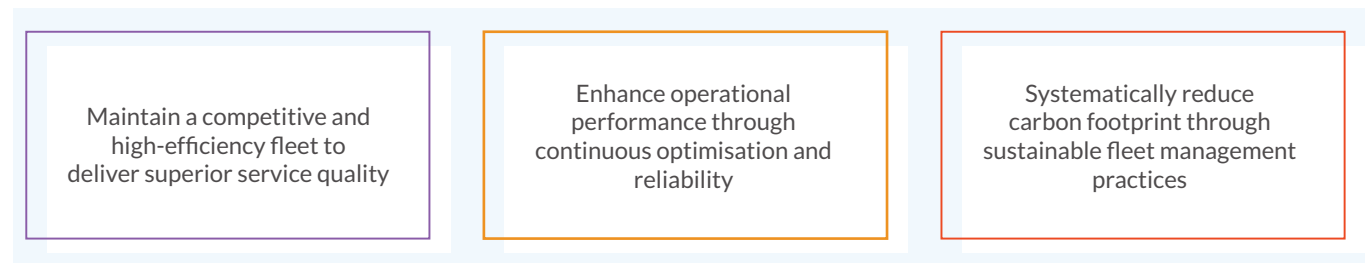 Maintain a competitive and
high-efficiency fleet to
deliver superior service quality
Enhance operational
performance through
continuous optimisation and
reliability
Systematically reduce
carbon footprint through
sustainable fleet management
practices